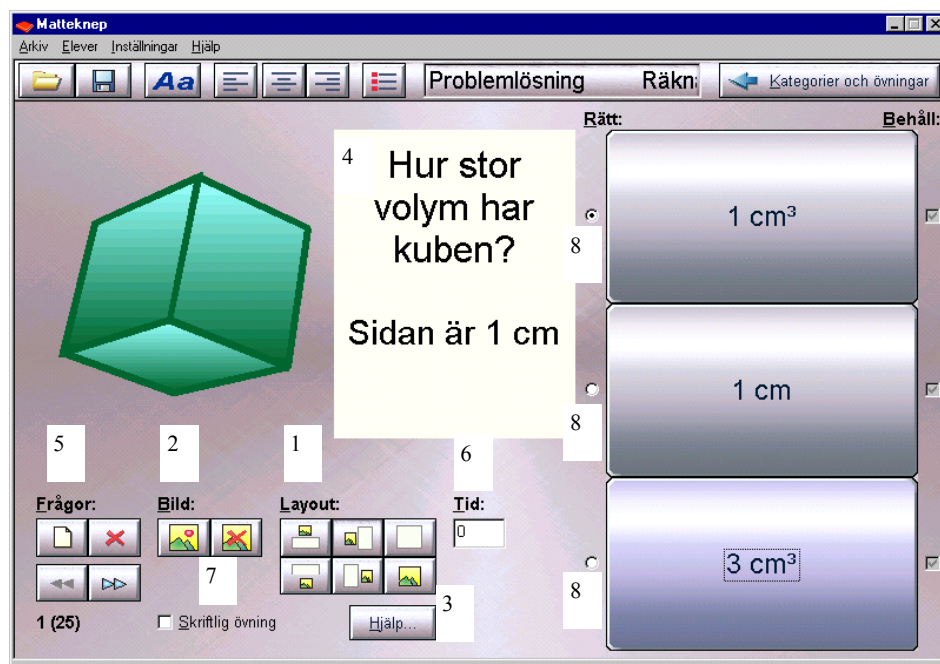 Matteknep
Arkiv Elever Inställningar Hjälp
Aa Problemlösning Räkn Kategorier och övningar
Rätt: Behåll:
4
Hur stor
volym har
kuben?
Sidan är 1 cm
1 cm³
8
1 cm
8
3 cm³
8
5 2 1 6
Frågor: Bild: Layout: Tid:
0
7
3
1 (25) Skriftlig övning Hjälp...